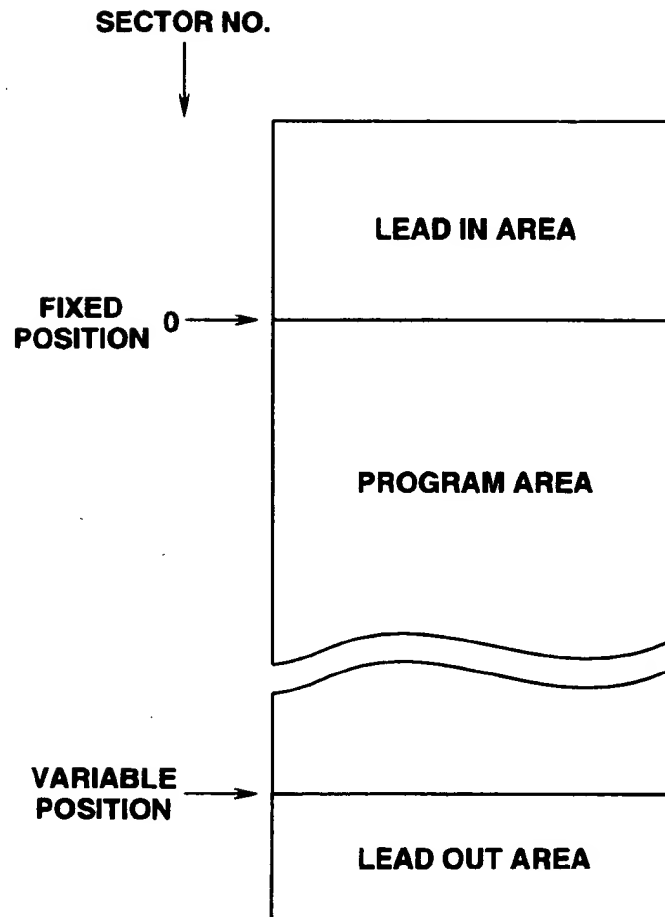 SECTOR NO.
LEAD IN AREA
FIXED
POSITION 0
PROGRAM AREA
VARIABLE
POSITION
LEAD OUT AREA